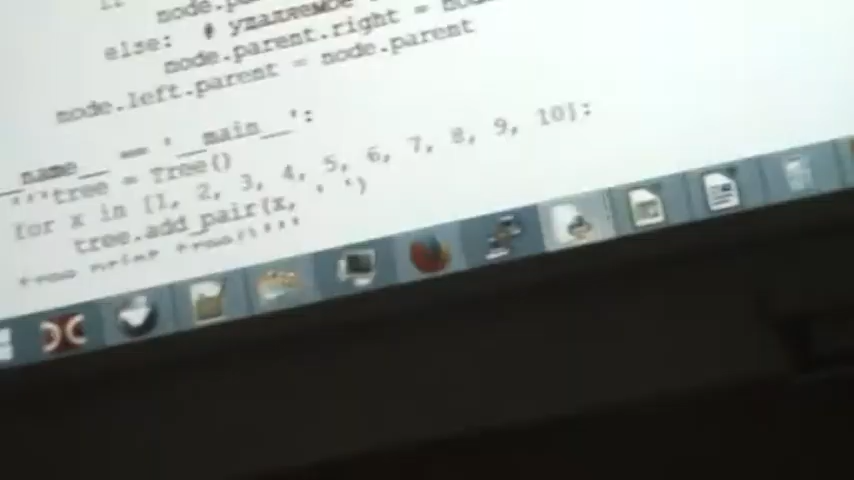 node.
else: # удаляемое
node.parent.right =
node.left.parent = node.parent
__name__ == '__main__':
'''tree = Tree()
for x in [1, 2, 3, 4, 5, 6, 7, 8, 9, 10]:
tree.add_pair(x, ' ')